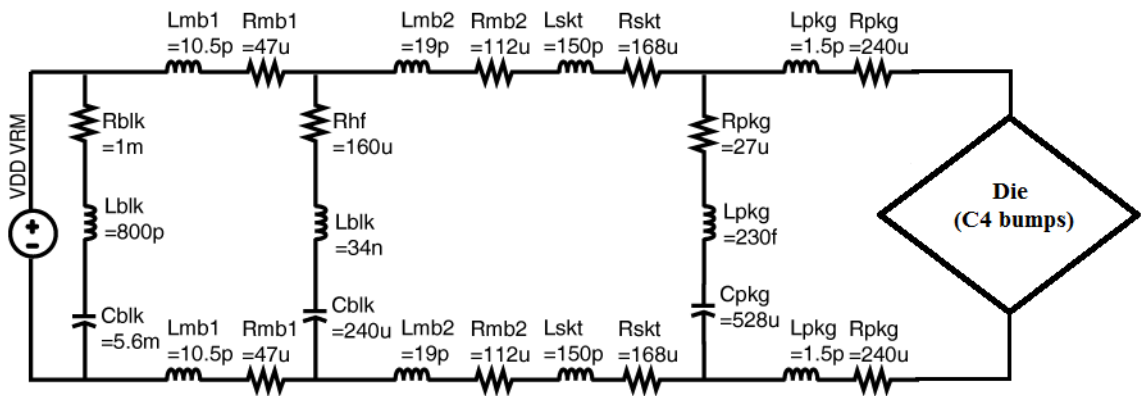 Lmb1 Rmb1 Lmb2 Rmb2 Lskt Rskt Lpkg Rpkg
=10.5p =47u =19p =112u =150p =168u =1.5p =240u
VDD VRM
Rblk
=1m
Rhf
=160u
Rpkg
=27u
Lblk
=800p
Lblk
=34n
Lpkg
=230f
Die
(C4 bumps)
Cblk
=5.6m
Cblk
=240u
Cpkg
=528u
Lmb1 Rmb1 Lmb2 Rmb2 Lskt Rskt Lpkg Rpkg
=10.5p =47u =19p =112u =150p =168u =1.5p =240u